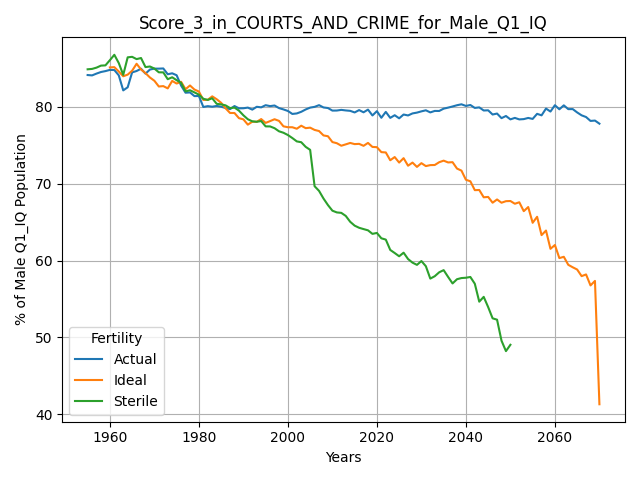 Score_3_in_COURTS_AND_CRIME_for_Male_Q1_IQ
% of Male Q1_IQ Population
80
70
60
50
40
Fertility
Actual
Ideal
Sterile
1960 1980 2000 2020 2040 2060
Years